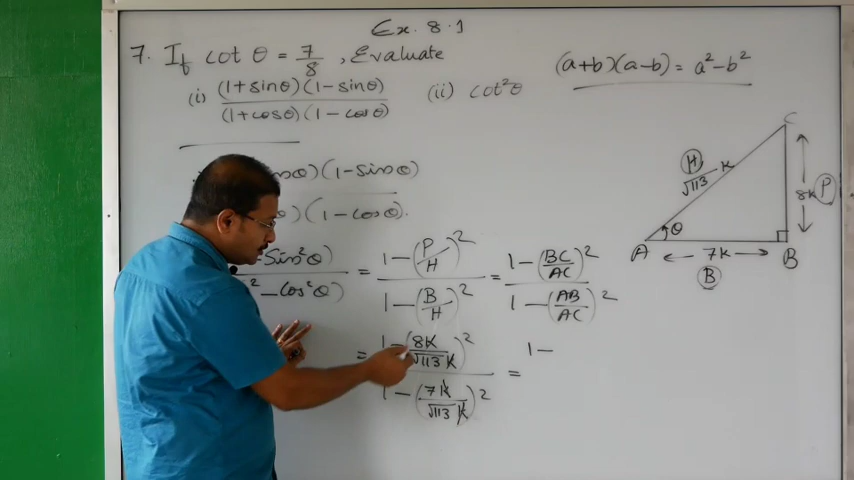 Ex. 8.1
7. If cot θ = 7/8, Evaluate
(a+b)(a-b) = a² - b²
(i) (1+sinθ)(1-sinθ) / (1+cosθ)(1-cosθ) (ii) cot²θ
(1-sinθ)
(1-cosθ).
-Sin²θ) / ² - cos²θ) = 1-(P/H)² / 1-(B/H)² = 1-(BC/AC)² / 1-(AB/AC)²
= 1-(8k/√113k)² / 1-(7k/√113k)² = 1-
C
H
√113 k
8k P
A θ
7k
B
B